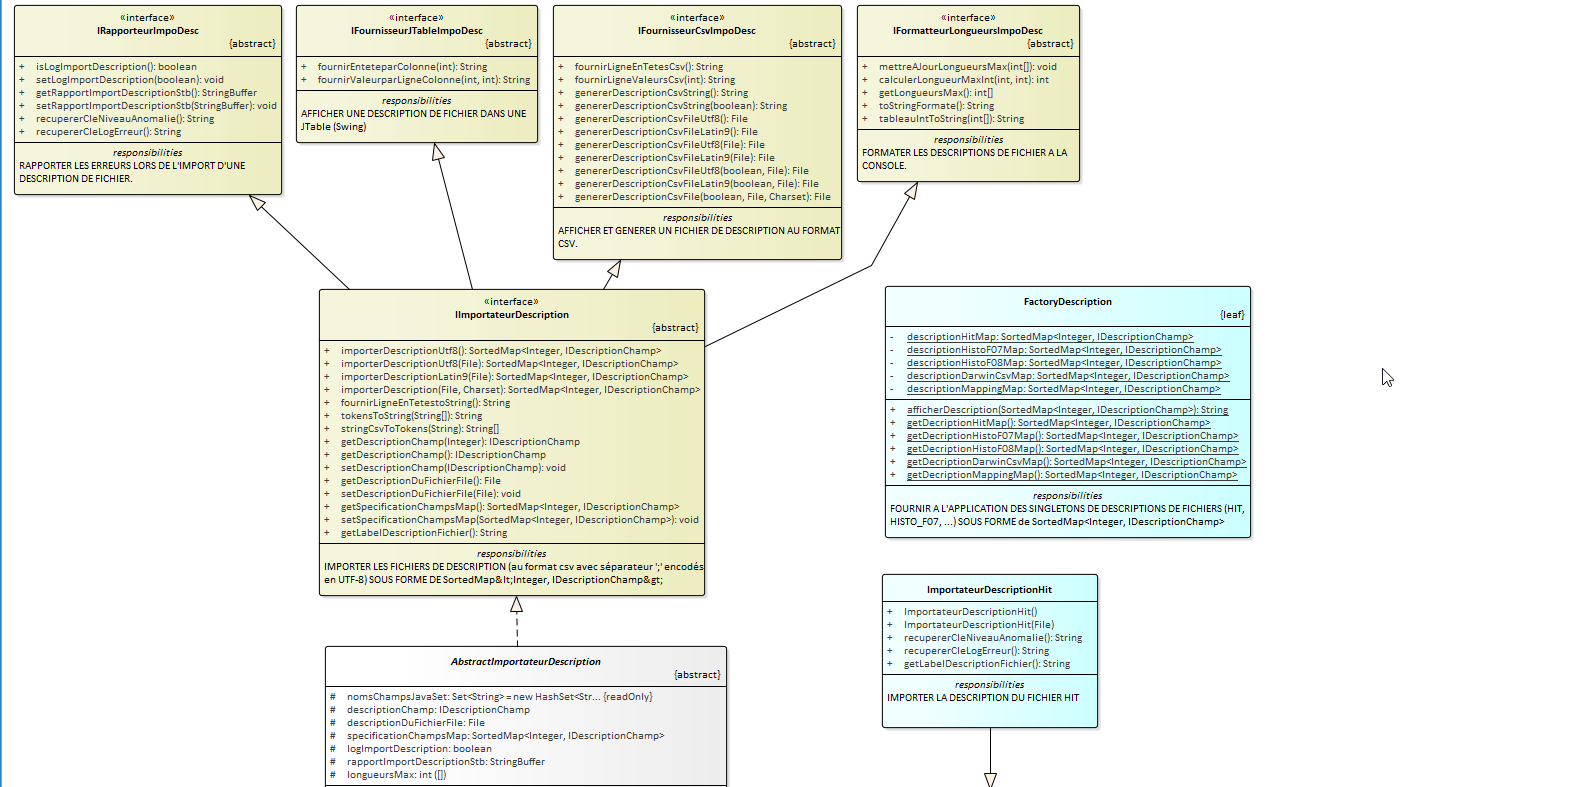 «interface»
IRapporteurImpoDesc
{abstract}
+ isLogImportDescription(): boolean
+ setLogImportDescription(boolean): void
+ getRapportImportDescriptionStb(): StringBuffer
+ setRapportImportDescriptionStb(StringBuffer): void
+ recupererCleNiveauAnomalie(): String
+ recupererCleLogErreur(): String
responsibilities
RAPPORTER LES ERREURS LORS DE L'IMPORT D'UNE
DESCRIPTION DE FICHIER.
«interface»
IFournisseurJTableImpoDesc
{abstract}
+ fournirEnteteparColonne(int): String
+ fournirValeurparLigneColonne(int, int): String
responsibilities
AFFICHER UNE DESCRIPTION DE FICHIER DANS UNE
JTable (Swing)
«interface»
IFournisseurCsvImpoDesc
{abstract}
+ fournirLigneEnTetesCsv(): String
+ fournirLigneValeursCsv(): String
+ genererDescriptionCsvString(): String
+ genererDescriptionCsvString(boolean): String
+ genererDescriptionCsvFileUtf8(): File
+ genererDescriptionCsvFileLatin9(): File
+ genererDescriptionCsvFileUtf8(File): File
+ genererDescriptionCsvFileLatin9(File): File
+ genererDescriptionCsvFileUtf8(boolean, File): File
+ genererDescriptionCsvFileLatin9(boolean, File): File
+ genererDescriptionCsvFile(boolean, File, Charset): File
responsibilities
AFFICHER ET GENERER UN FICHIER DE DESCRIPTION AU FORMAT
CSV.
«interface»
IFormatteurLongueursImpoDesc
{abstract}
+ mettreAJourLongueursMax(int[]): void
+ calculerLongueurMaxInt(int, int): int
+ getLongueursMax(): int[]
+ toStringFormate(): String
+ tableauIntToString(int[]): String
responsibilities
FORMATER LES DESCRIPTIONS DE FICHIER A LA
CONSOLE.
«interface»
IImportateurDescription
{abstract}
+ importerDescriptionUtf8(): SortedMap<Integer, IDescriptionChamp>
+ importerDescriptionUtf8(File): SortedMap<Integer, IDescriptionChamp>
+ importerDescriptionLatin9(File): SortedMap<Integer, IDescriptionChamp>
+ importerDescription(File, Charset): SortedMap<Integer, IDescriptionChamp>
+ fournirLigneEnTetestoString(): String
+ tokensToString(String[]): String
+ stringCsvToTokens(String): String[]
+ getDescriptionChamp(Integer): IDescriptionChamp
+ getDescriptionChamp(): IDescriptionChamp
+ setDescriptionChamp(IDescriptionChamp): void
+ getDescriptionDuFichierFile(): File
+ setDescriptionDuFichierFile(File): void
+ getSpecificationChampsMap(): SortedMap<Integer, IDescriptionChamp>
+ setSpecificationChampsMap(SortedMap<Integer, IDescriptionChamp>): void
+ getLabelDescriptionFichier(): String
responsibilities
IMPORTER LES FICHIERS DE DESCRIPTION (au format csv avec séparateur ';' encodés
en UTF-8) SOUS FORME DE SortedMap&lt;Integer, IDescriptionChamp&gt;
FactoryDescription
{leaf}
- descriptionHitMap: SortedMap<Integer, IDescriptionChamp>
- descriptionHistoF07Map: SortedMap<Integer, IDescriptionChamp>
- descriptionHistoF08Map: SortedMap<Integer, IDescriptionChamp>
- descriptionDarwinCsvMap: SortedMap<Integer, IDescriptionChamp>
- descriptionMappingMap: SortedMap<Integer, IDescriptionChamp>
+ afficherDescription(SortedMap<Integer, IDescriptionChamp>): String
+ getDecriptionHitMap(): SortedMap<Integer, IDescriptionChamp>
+ getDecriptionHistoF07Map(): SortedMap<Integer, IDescriptionChamp>
+ getDecriptionHistoF08Map(): SortedMap<Integer, IDescriptionChamp>
+ getDecriptionDarwinCsvMap(): SortedMap<Integer, IDescriptionChamp>
+ getDecriptionMappingMap(): SortedMap<Integer, IDescriptionChamp>
responsibilities
FOURNIR A L'APPLICATION DES SINGLETONS DE DESCRIPTIONS DE FICHIERS (HIT,
HISTO_F07, ...) SOUS FORME de SortedMap<Integer, IDescriptionChamp>
ImportateurDescriptionHit
+ ImportateurDescriptionHit()
+ ImportateurDescriptionHit(File)
+ recupererCleNiveauAnomalie(): String
+ recupererCleLogErreur(): String
+ getLabelDescriptionFichier(): String
responsibilities
IMPORTER LA DESCRIPTION DU FICHIER HIT
AbstractImportateurDescription
{abstract}
# nomsChampsJavaSet: Set<String> = new HashSet<Str... {readOnly}
# descriptionChamp: IDescriptionChamp
# descriptionDuFichierFile: File
# specificationChampsMap: SortedMap<Integer, IDescriptionChamp>
# logImportDescription: boolean
# rapportImportDescriptionStb: StringBuffer
# longueursMax: int ([])